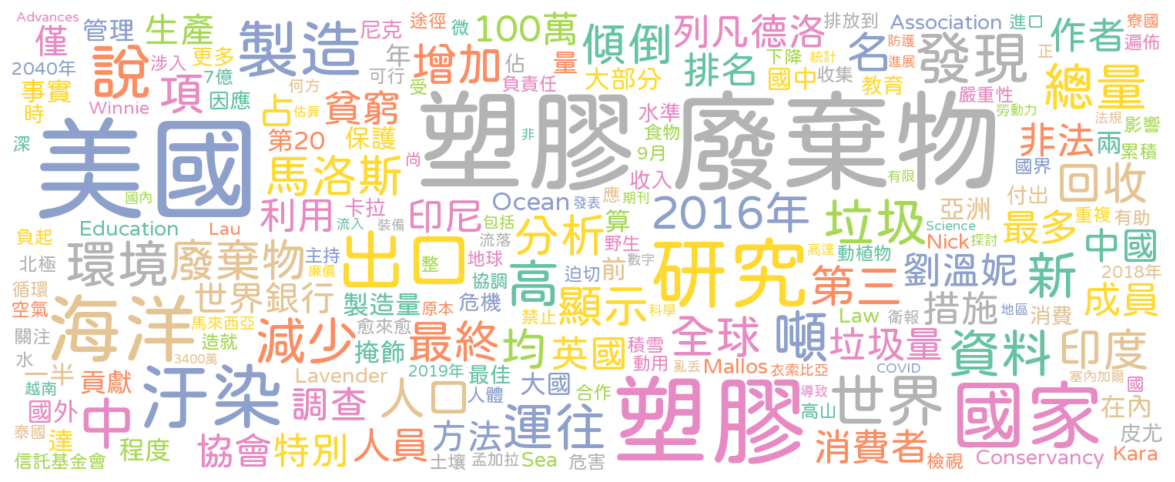 Advances 僅 管理 生產 製造 尼克 途徑 微 100萬 傾倒 列凡德洛 排放到 Association 進口 作者 寮國 遍佈
2040年 涉入 說 更多 年 增加 佔 量 大部分 排名 下降 國中 統計 收集 名 防護 進展 發現 正
事實 時 Winnie 項 7億 因應 何方 可行 受 負責任 教育 嚴重性 總量
美國 占 估算 貧窮 塑膠 廢棄物 水準 食物 勞動力 法規 影響
深 第20 保護 尚 非 9月 非法 兩 累積
國內 馬洛斯 收入 有限 國界 回收
Education Lau 利用 流入 卡拉 裝備 印尼 Ocean 發表 包括 應 期刊 2016年 垃圾 亞洲 付出 有助
負起 北極 環境 廢棄物 主持 廉價 出口 整 地球 流落 分析 算 野生 前 研究 高達 動植物 Science 探討 Nick 最多 重複 中國
循環 空氣 海洋 世界銀行 製造量 原本 協調 危機 高 迫切 數字 顯示 禁止 科學 第三 劉溫妮 新 2018年 成員
關注 水 馬來西亞 造就 3400萬 減少 愈來愈 掩飾 最終 均 英國 積雪 全球 噸 Law 衛報 措施 地區 消費 資料 印度
一半 越南 貢獻 Lavender 2019年 動用 亂丟 Mallos 衣索比亞 垃圾量 COVID 塞內加爾 國
國外 中 汙染 調查 人口 最佳 人體 大國 合作 塑膠 導致 高山 世界 國家 在內
泰國 達 信託基金會 程度 協會 特別 人員 方法 土壤 運往 孟加拉 Sea 危害 消費者 檢視 Conservancy 皮尤 Kara